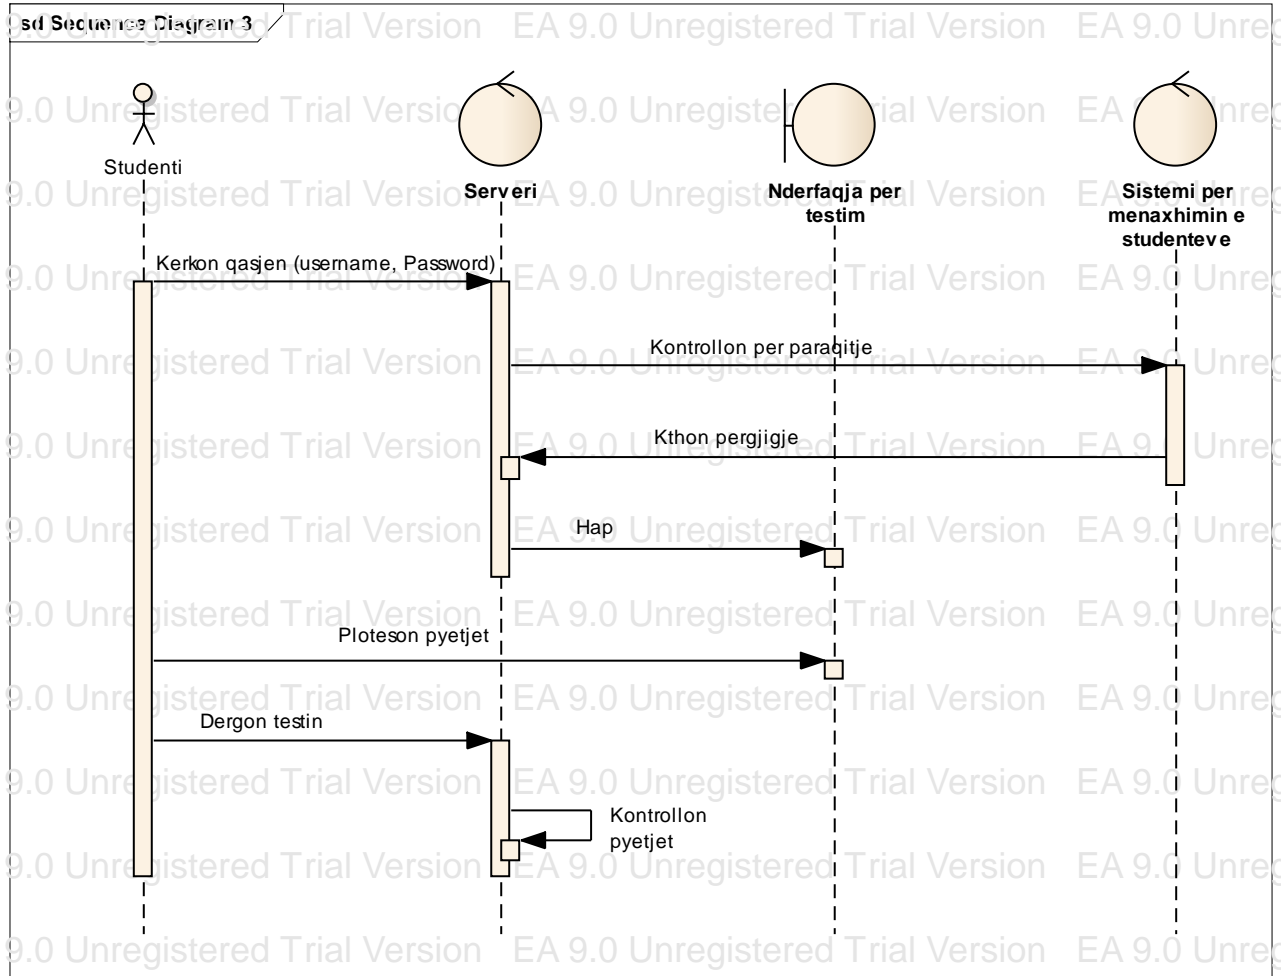 sd Sequence Diagram 3
Studenti
Serveri
Nderfaqja per
testim
Sistemi per
menaxhimin e
studenteve
Kerkon qasjen (username, Password)
Kontrollon per paraqitje
Kthon pergjigje
Hap
Ploteson pyetjet
Dergon testin
Kontrollon
pyetjet
EA 9.0 Unregistered Trial Version